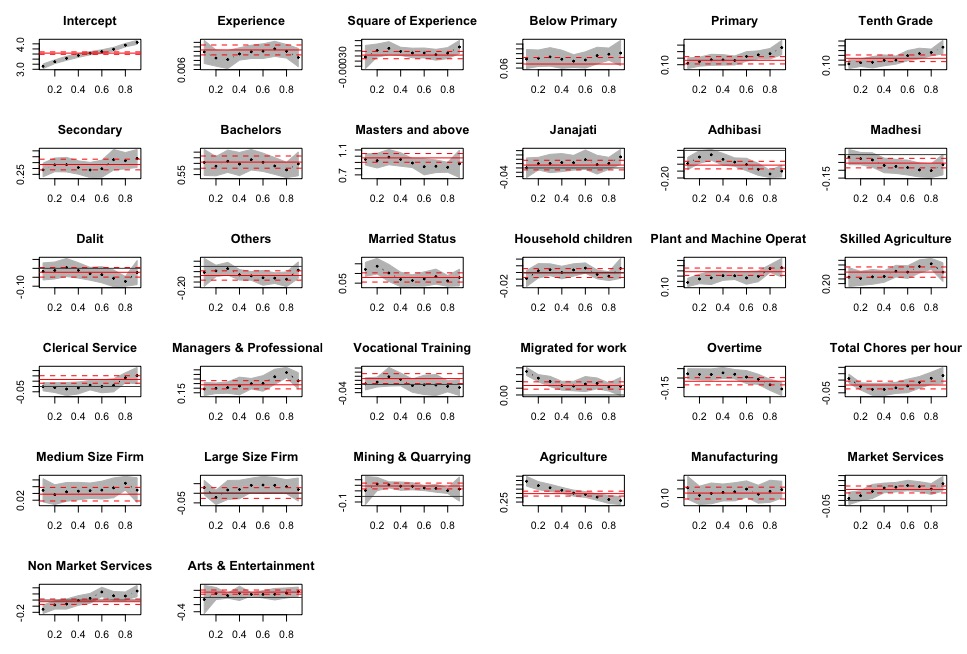 Intercept Experience Square of Experience Below Primary Primary Tenth Grade
3.0 4.0 0.006 -0.00030 0.06 0.10 0.10
0.2 0.4 0.6 0.8 0.2 0.4 0.6 0.8 0.2 0.4 0.6 0.8 0.2 0.4 0.6 0.8 0.2 0.4 0.6 0.8 0.2 0.4 0.6 0.8
Secondary Bachelors Masters and above Janajati Adhibasi Madhesi
0.25 0.55 0.7 1.1 -0.04 -0.20 -0.15
0.2 0.4 0.6 0.8 0.2 0.4 0.6 0.8 0.2 0.4 0.6 0.8 0.2 0.4 0.6 0.8 0.2 0.4 0.6 0.8 0.2 0.4 0.6 0.8
Dalit Others Married Status Household children Plant and Machine Operat Skilled Agriculture
-0.10 -0.20 0.05 -0.02 0.10 0.20
0.2 0.4 0.6 0.8 0.2 0.4 0.6 0.8 0.2 0.4 0.6 0.8 0.2 0.4 0.6 0.8 0.2 0.4 0.6 0.8 0.2 0.4 0.6 0.8
Clerical Service Managers & Professional Vocational Training Migrated for work Overtime Total Chores per hour
-0.05 0.15 -0.04 0.00 -0.15 -0.05
0.2 0.4 0.6 0.8 0.2 0.4 0.6 0.8 0.2 0.4 0.6 0.8 0.2 0.4 0.6 0.8 0.2 0.4 0.6 0.8 0.2 0.4 0.6 0.8
Medium Size Firm Large Size Firm Mining & Quarrying Agriculture Manufacturing Market Services
0.02 -0.05 -0.1 0.25 0.10 -0.05
0.2 0.4 0.6 0.8 0.2 0.4 0.6 0.8 0.2 0.4 0.6 0.8 0.2 0.4 0.6 0.8 0.2 0.4 0.6 0.8 0.2 0.4 0.6 0.8
Non Market Services Arts & Entertainment
-0.2 -0.4
0.2 0.4 0.6 0.8 0.2 0.4 0.6 0.8